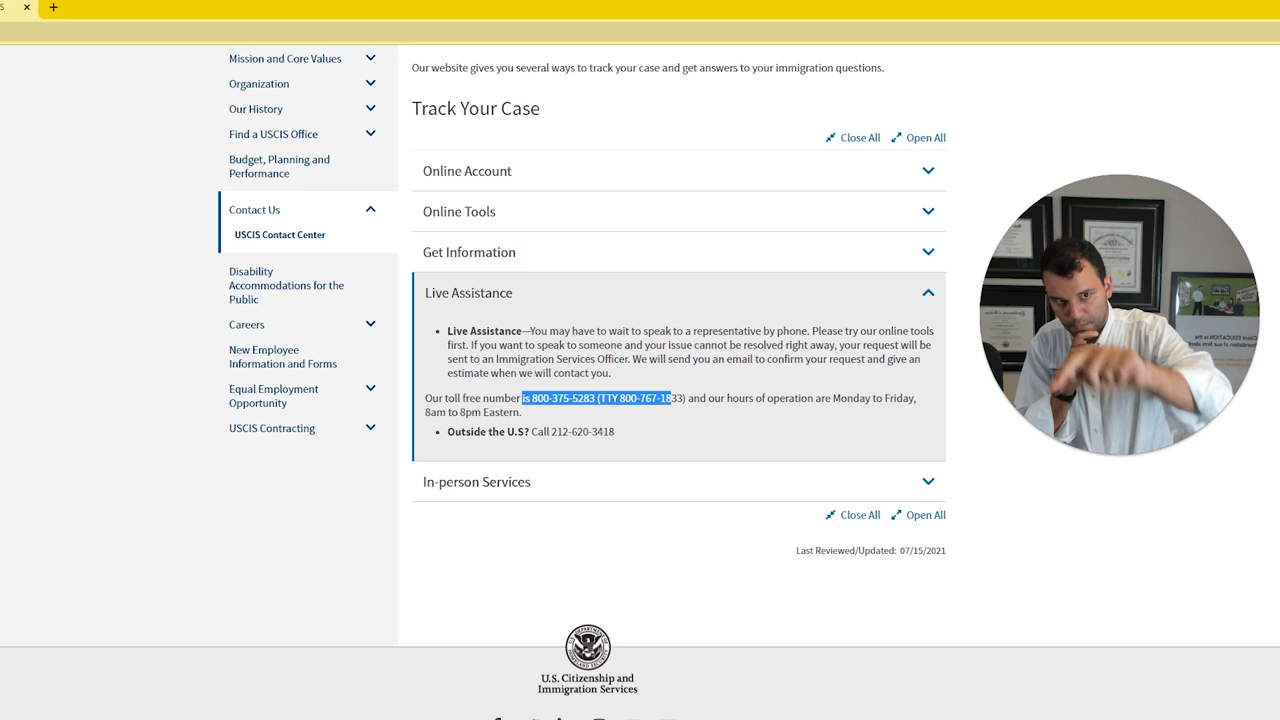 S
Mission and Core Values
Organization
Our History
Find a USCIS Office
Budget, Planning and
Performance
Contact Us
USCIS Contact Center
Disability
Accommodations for the
Public
Careers
New Employee
Information and Forms
Equal Employment
Opportunity
USCIS Contracting
Our website gives you several ways to track your case and get answers to your immigration questions.
Track Your Case
Close All Open All
Online Account
Online Tools
Get Information
Live Assistance
• Live Assistance—You may have to wait to speak to a representative by phone. Please try our online tools
first. If you want to speak to someone and your issue cannot be resolved right away, your request will be
sent to an Immigration Services Officer. We will send you an email to confirm your request and give an
estimate when we will contact you.
Our toll free number is 800-375-5283 (TTY 800-767-1833) and our hours of operation are Monday to Friday,
8am to 8pm Eastern.
• Outside the U.S? Call 212-620-3418
In-person Services
Close All Open All
Last Reviewed/Updated: 07/15/2021
U.S. Citizenship and
Immigration Services